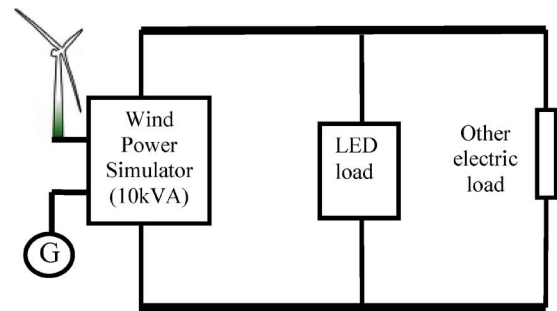 Wind
Power
Simulator
(10kVA)
LED
load
Other
electric
load
G